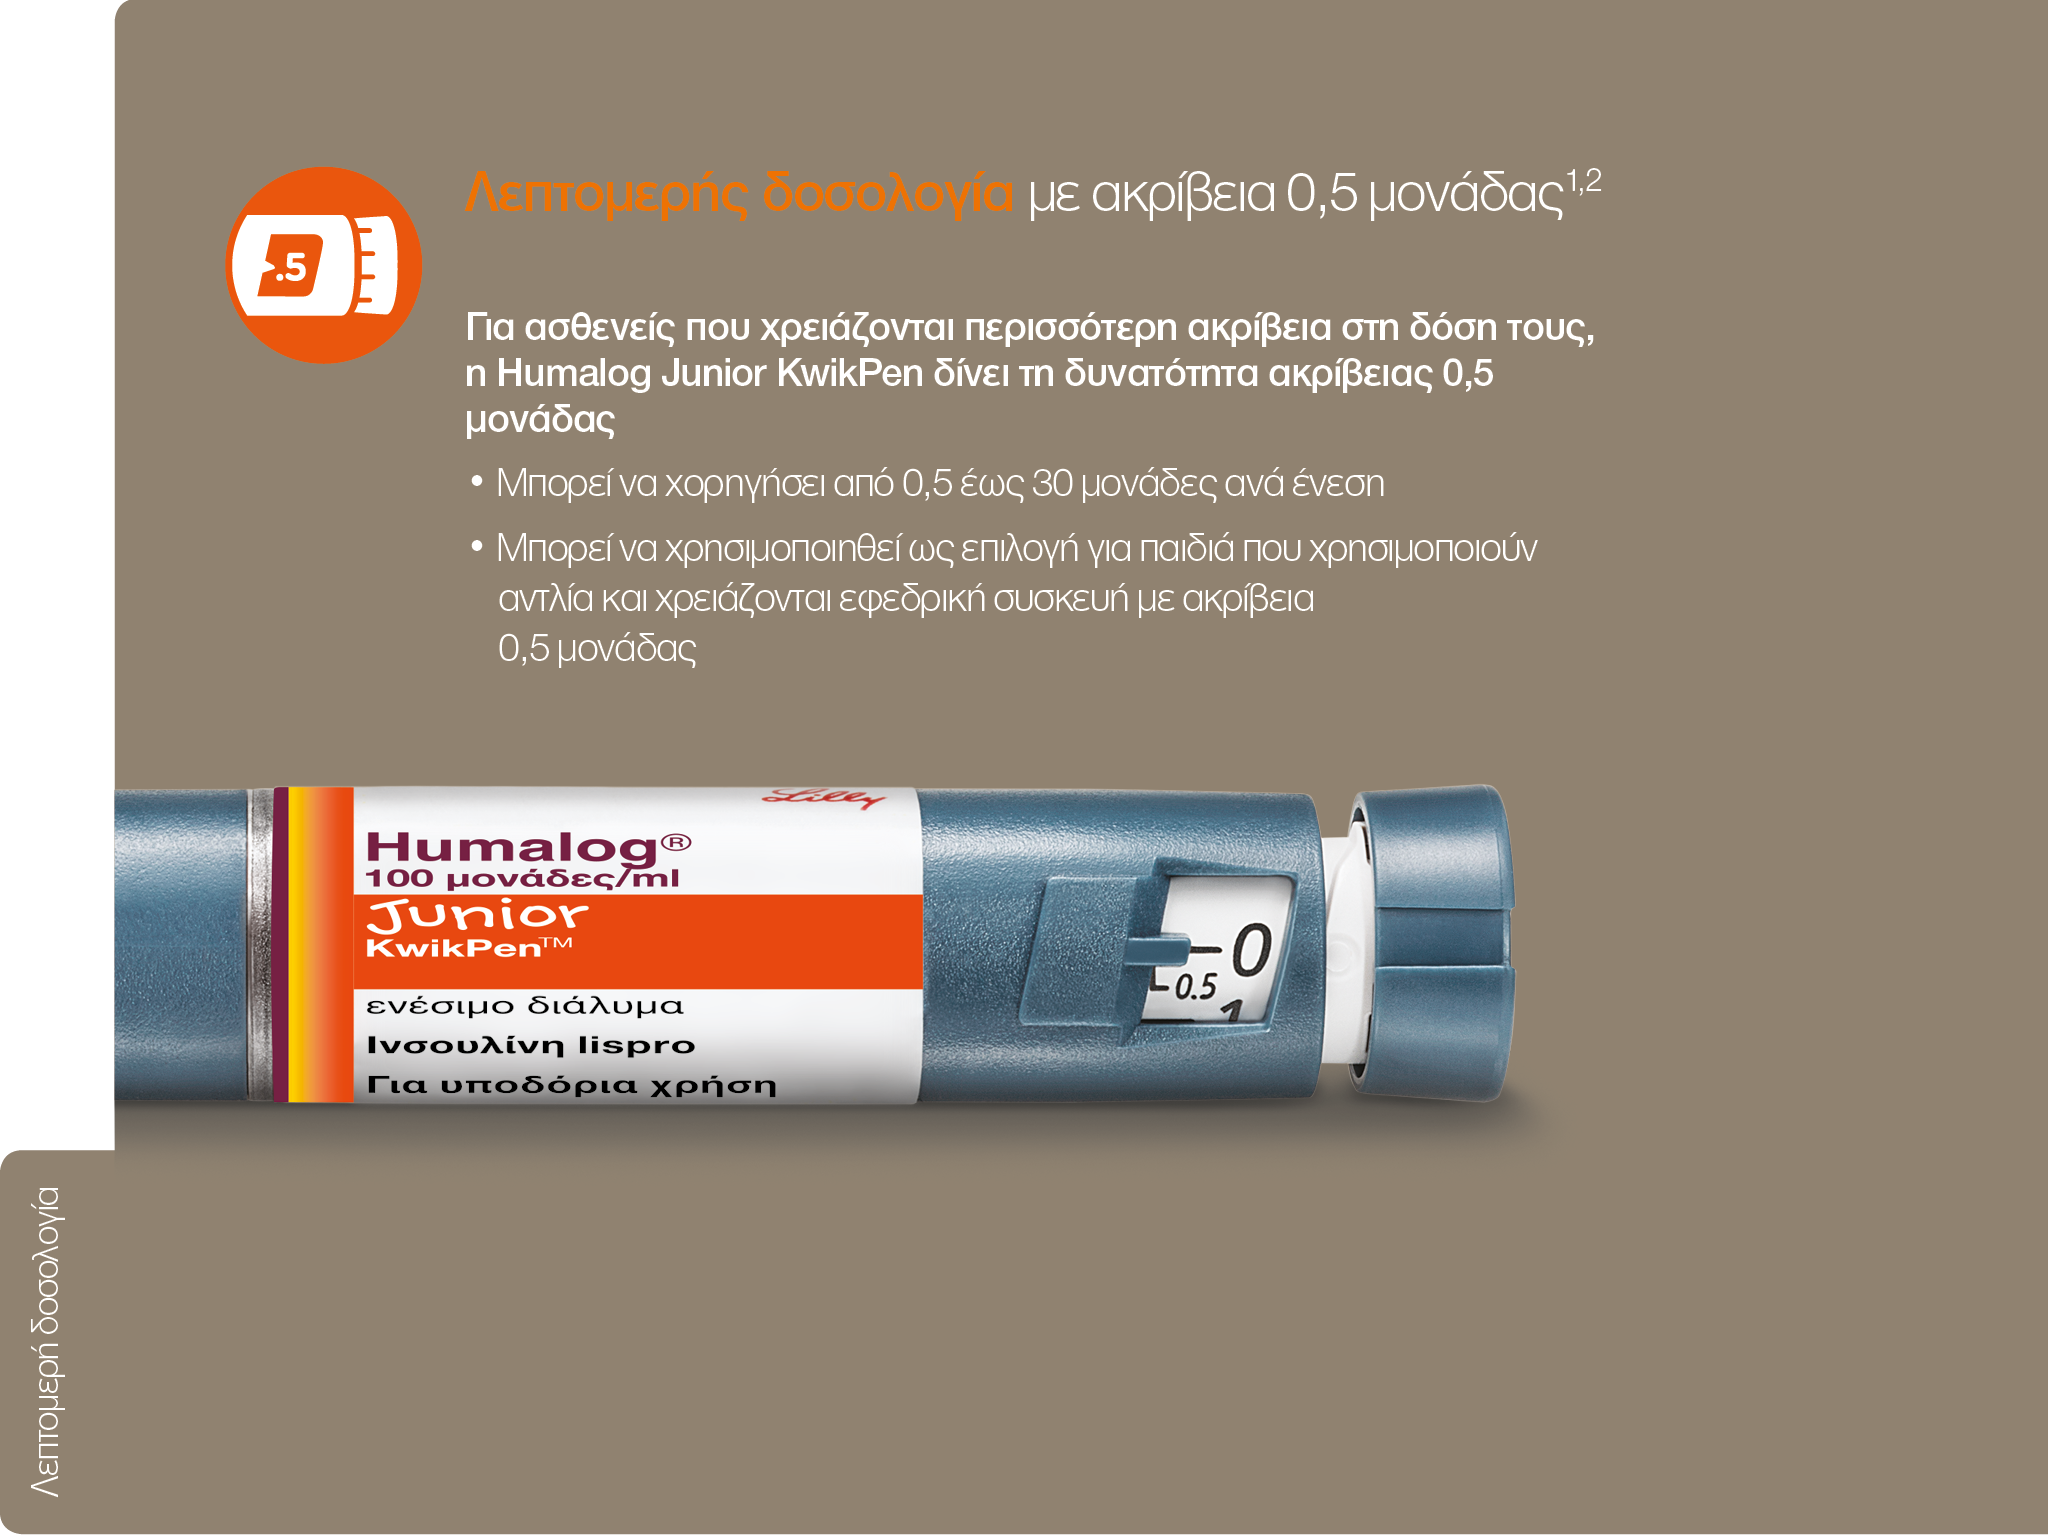 .5
Λεπτομερής δοσολογία με ακρίβεια 0,5 μονάδας1,2
Για ασθενείς που χρειάζονται περισσότερη ακρίβεια στη δόση τους,
η Humalog Junior KwikPen δίνει τη δυνατότητα ακρίβειας 0,5
μονάδας
• Μπορεί να χορηγήσει από 0,5 έως 30 μονάδες ανά ένεση
• Μπορεί να χρησιμοποιηθεί ως επιλογή για παιδιά που χρησιμοποιούν
αντλία και χρειάζονται εφεδρική συσκευή με ακρίβεια
0,5 μονάδας
Lilly
Humalog®
100 μονάδες/ml
Junior
KwikPen™
ενέσιμο διάλυμα
Ινσουλίνη lispro
Για υποδόρια χρήση
0
0.5
1
Λεπτομερή δοσολογία